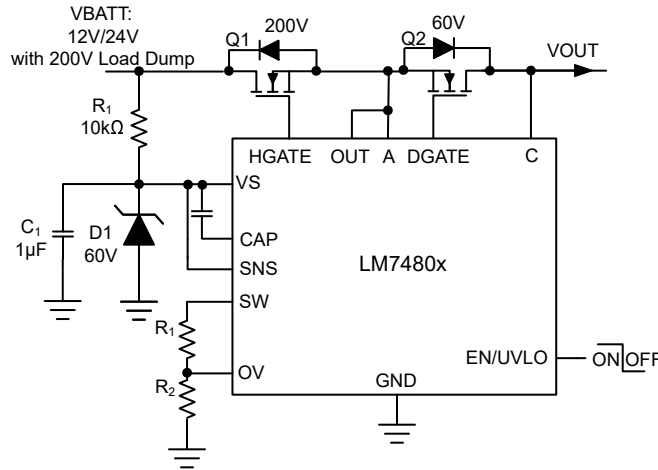 VBATT:
12V/24V
with 200V Load Dump
Q1
200V
Q2
60V
VOUT
R1
10kΩ
HGATE
OUT
A
DGATE
C
VS
C1
1µF
D1
60V
CAP
SNS
LM7480x
SW
R1
EN/UVLO
ON
OFF
OV
GND
R2